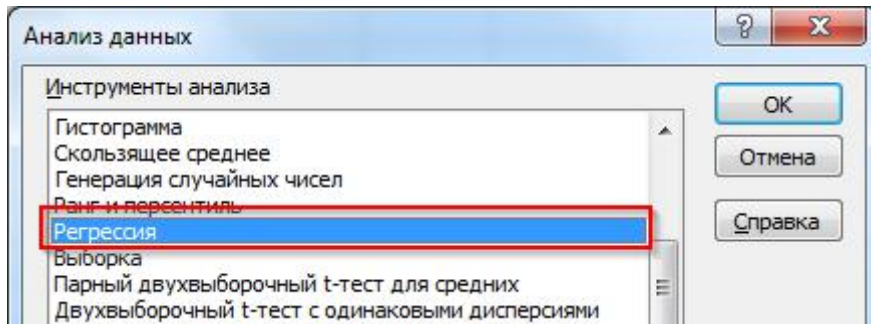 Анализ данных
Инструменты анализа
Гистограмма
Скользящее среднее
Генерация случайных чисел
Ранг и персентиль
Регрессия
Выборка
Парный двухвыборочный t-тест для средних
Двухвыборочный t-тест с одинаковыми дисперсиями
ОК
Отмена
Справка